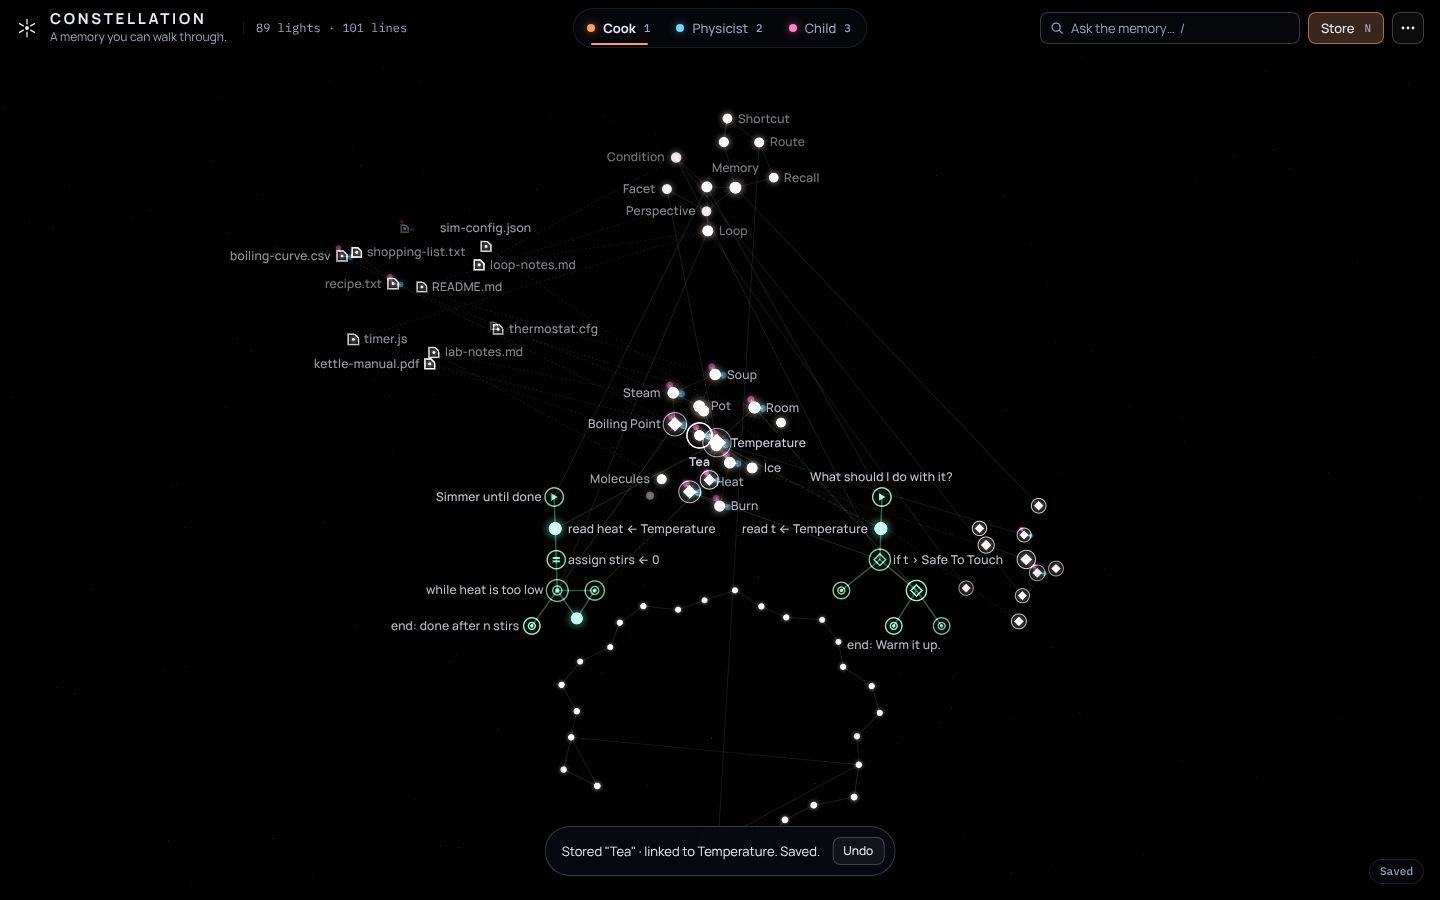 CONSTELLATION
A memory you can walk through.
89 lights · 101 lines
Cook 1
Physicist 2
Child 3
Ask the memory… /
Store N
Shortcut
Route
Condition
Memory
Recall
Facet
Perspective
Loop
sim-config.json
boiling-curve.csv
shopping-list.txt
loop-notes.md
recipe.txt
README.md
thermostat.cfg
timer.js
lab-notes.md
kettle-manual.pdf
Soup
Steam
Pot
Room
Boiling Point
Temperature
Tea
Ice
Molecules
Heat
What should I do with it?
Simmer until done
Burn
read heat ← Temperature
read t ← Temperature
assign stirs ← 0
if t > Safe To Touch
while heat is too low
end: done after n stirs
end: Warm it up.
Stored "Tea" · linked to Temperature. Saved.
Undo
Saved